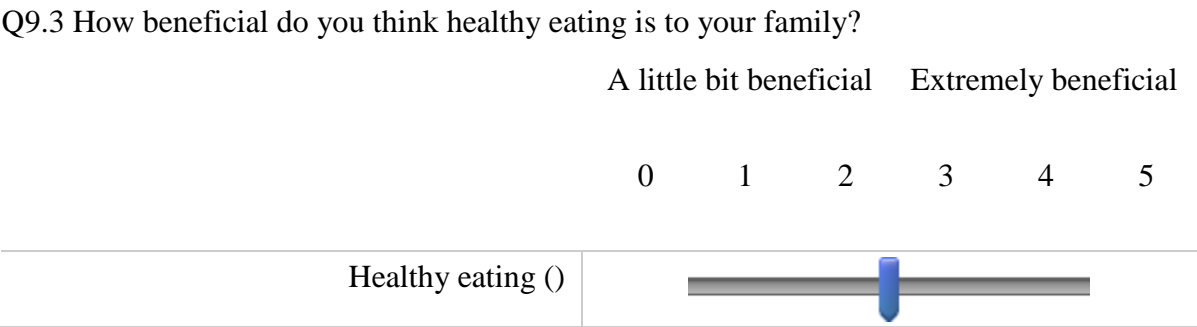 Q9.3 How beneficial do you think healthy eating is to your family?
A little bit beneficial Extremely beneficial
0 1 2 3 4 5
Healthy eating ()